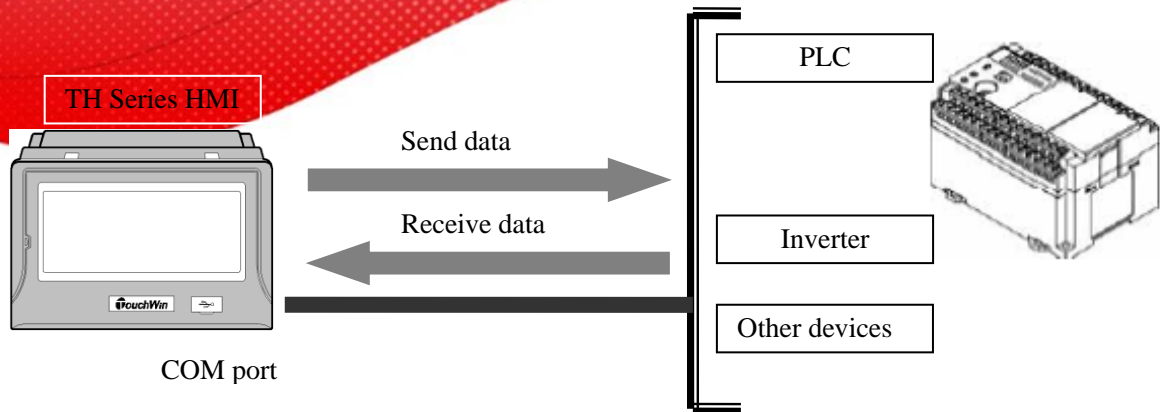 PLC
TH Series HMI
Send data
Receive data
Inverter
TouchWin
Other devices
COM port